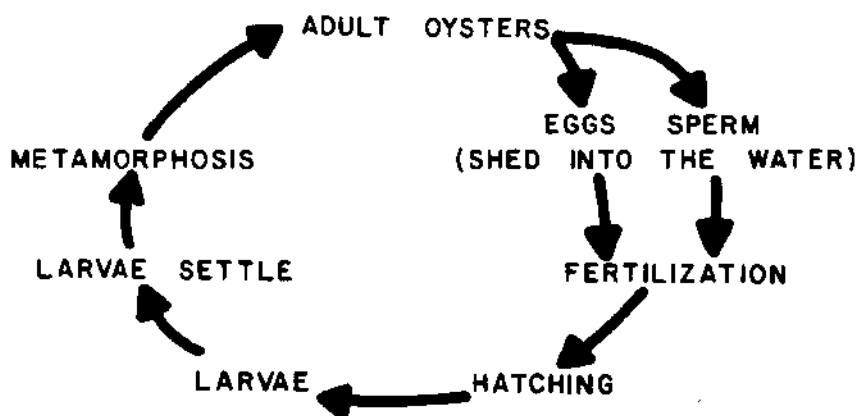 ADULT OYSTERS
EGGS SPERM
(SHED INTO THE WATER)
FERTILIZATION
HATCHING
LARVAE
LARVAE SETTLE
METAMORPHOSIS